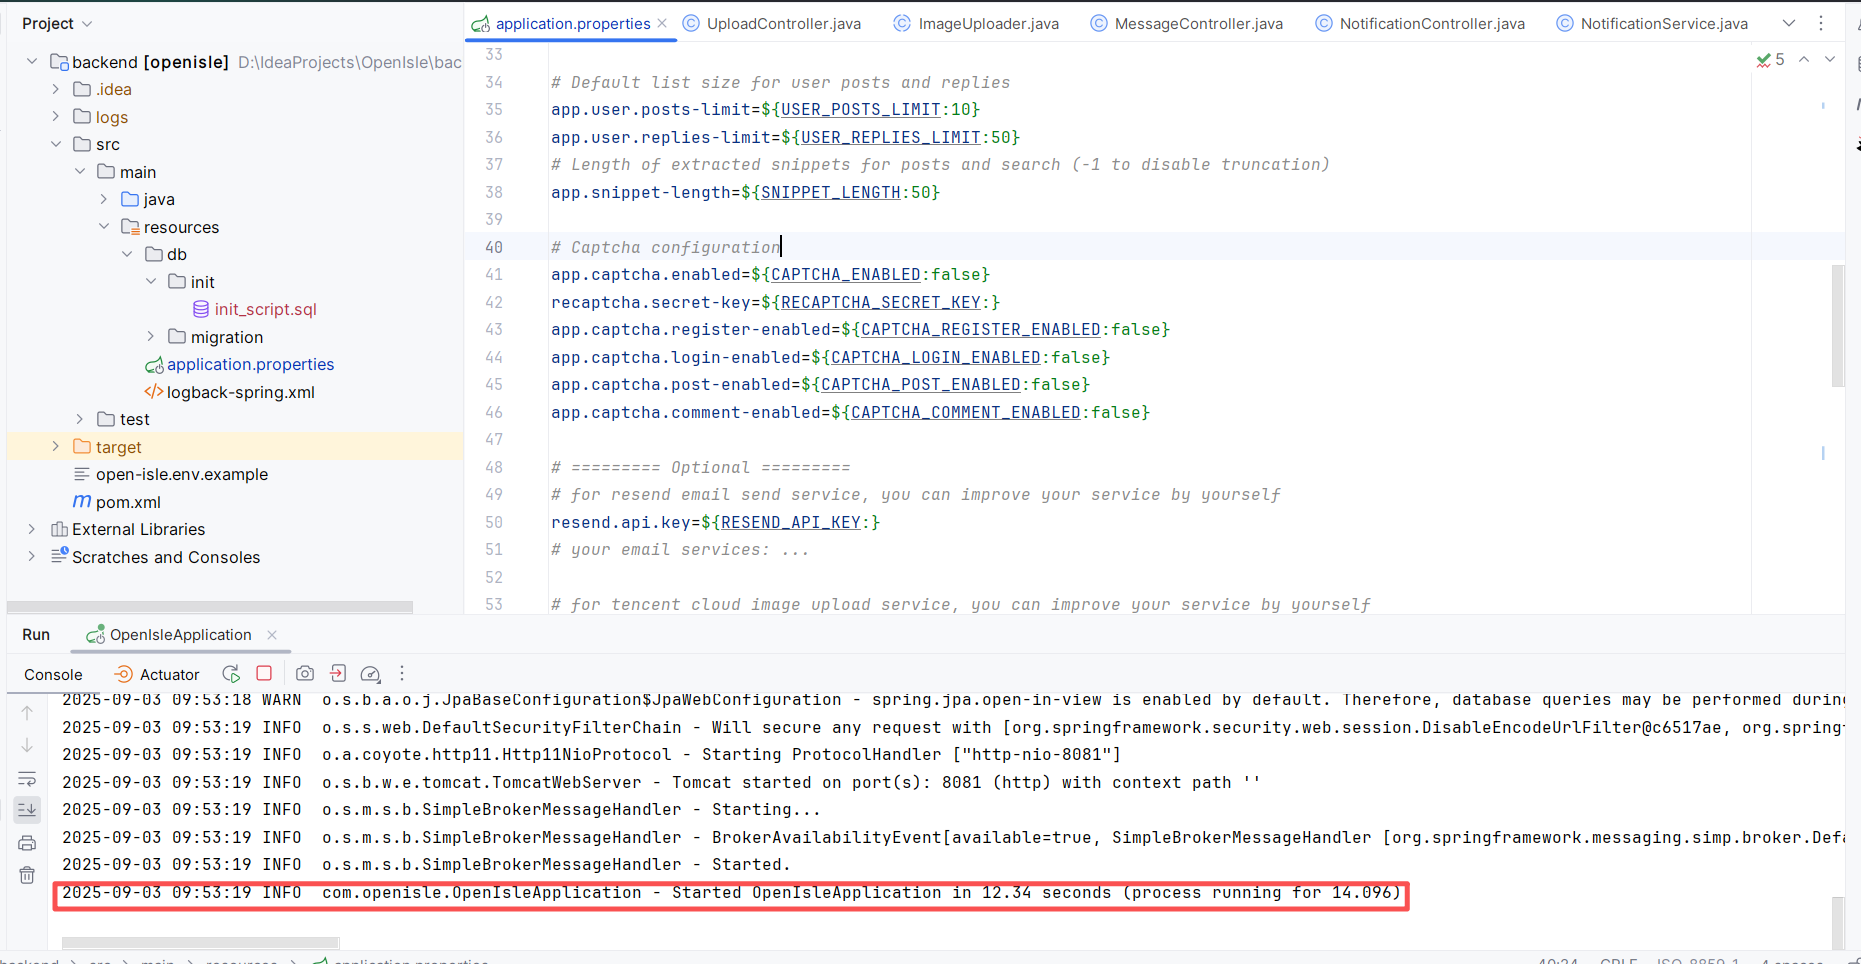 Project
application.properties
UploadController.java
ImageUploader.java
MessageController.java
NotificationController.java
NotificationService.java
backend [openisle] D:\IdeaProjects\OpenIsle\bac
.idea
logs
src
main
java
resources
db
init
init_script.sql
migration
application.properties
logback-spring.xml
test
target
open-isle.env.example
pom.xml
External Libraries
Scratches and Consoles
5
33
34 # Default list size for user posts and replies
35 app.user.posts-limit=${USER_POSTS_LIMIT:10}
36 app.user.replies-limit=${USER_REPLIES_LIMIT:50}
37 # Length of extracted snippets for posts and search (-1 to disable truncation)
38 app.snippet-length=${SNIPPET_LENGTH:50}
39
40 # Captcha configuration
41 app.captcha.enabled=${CAPTCHA_ENABLED:false}
42 recaptcha.secret-key=${RECAPTCHA_SECRET_KEY:}
43 app.captcha.register-enabled=${CAPTCHA_REGISTER_ENABLED:false}
44 app.captcha.login-enabled=${CAPTCHA_LOGIN_ENABLED:false}
45 app.captcha.post-enabled=${CAPTCHA_POST_ENABLED:false}
46 app.captcha.comment-enabled=${CAPTCHA_COMMENT_ENABLED:false}
47
48 # ========= Optional =========
49 # for resend email send service, you can improve your service by yourself
50 resend.api.key=${RESEND_API_KEY:}
51 # your email services: ...
52
53 # for tencent cloud image upload service, you can improve your service by yourself
Run
OpenIsleApplication
Console
Actuator
2025-09-03 09:53:18 WARN o.s.b.a.o.j.JpaBaseConfiguration$JpaWebConfiguration - spring.jpa.open-in-view is enabled by default. Therefore, database queries may be performed during
2025-09-03 09:53:19 INFO o.s.s.web.DefaultSecurityFilterChain - Will secure any request with [org.springframework.security.web.session.DisableEncodeUrlFilter@c6517ae, org.springf
2025-09-03 09:53:19 INFO o.a.coyote.http11.Http11NioProtocol - Starting ProtocolHandler ["http-nio-8081"]
2025-09-03 09:53:19 INFO o.s.b.w.e.tomcat.TomcatWebServer - Tomcat started on port(s): 8081 (http) with context path ''
2025-09-03 09:53:19 INFO o.s.m.s.b.SimpleBrokerMessageHandler - Starting...
2025-09-03 09:53:19 INFO o.s.m.s.b.SimpleBrokerMessageHandler - BrokerAvailabilityEvent[available=true, SimpleBrokerMessageHandler [org.springframework.messaging.simp.broker.Defa
2025-09-03 09:53:19 INFO o.s.m.s.b.SimpleBrokerMessageHandler - Started.
2025-09-03 09:53:19 INFO com.openisle.OpenIsleApplication - Started OpenIsleApplication in 12.34 seconds (process running for 14.096)